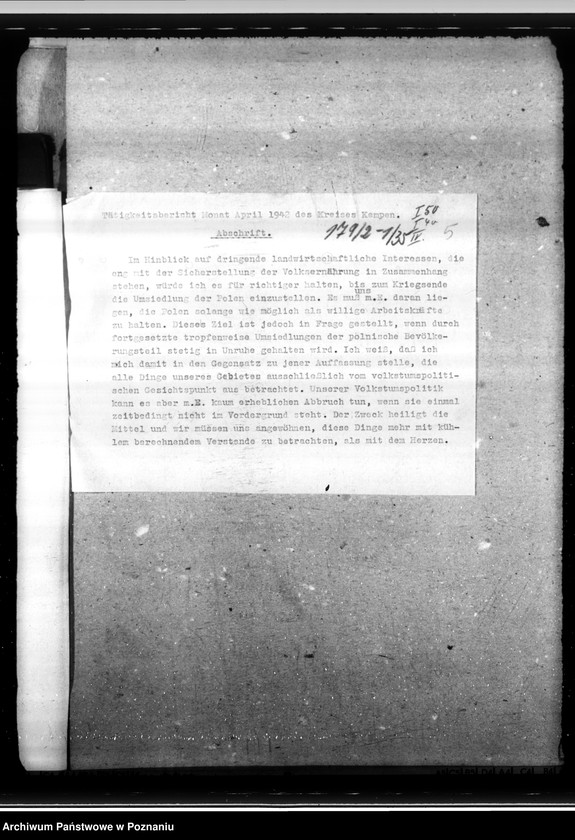 Tätigkeitsbericht Monat April 1942 des Kreises Kempen.
I 50
I 40
179/2-1/35 IV. 5
Abschrift.
Im Hinblick auf dringende landwirtschaftliche Interessen, die
eng mit der Sicherstellung der Volksernährung in Zusammenhang
stehen, würde ich es für richtiger halten, bis zum Kriegsende
die Umsiedlung der Polen einzustellen. Es muß uns m.E. daran lie-
gen, die Polen solange wie möglich als willige Arbeitskräfte
zu halten. Dieses Ziel ist jedoch in Frage gestellt, wenn durch
fortgesetzte tropfenweise Umsiedlungen der polnische Bevölke-
rungsteil stetig in Unruhe gehalten wird. Ich weiß, daß ich
mich damit in den Gegensatz zu jener Auffassung stelle, die
alle Dinge unseres Gebietes ausschließlich vom volkstumspoliti-
schen Gesichtspunkt aus betrachtet. Unserer Volkstumspolitik
kann es aber m.E. kaum erheblichen Abbruch tun, wenn sie einmal
zeitbedingt nicht im Vordergrund steht. Der Zweck heiligt die
Mittel und wir müssen uns angewöhnen, diese Dinge mehr mit küh-
lem berechnendem Verstande zu betrachten, als mit dem Herzen.
Archiwum Państwowe w Poznaniu